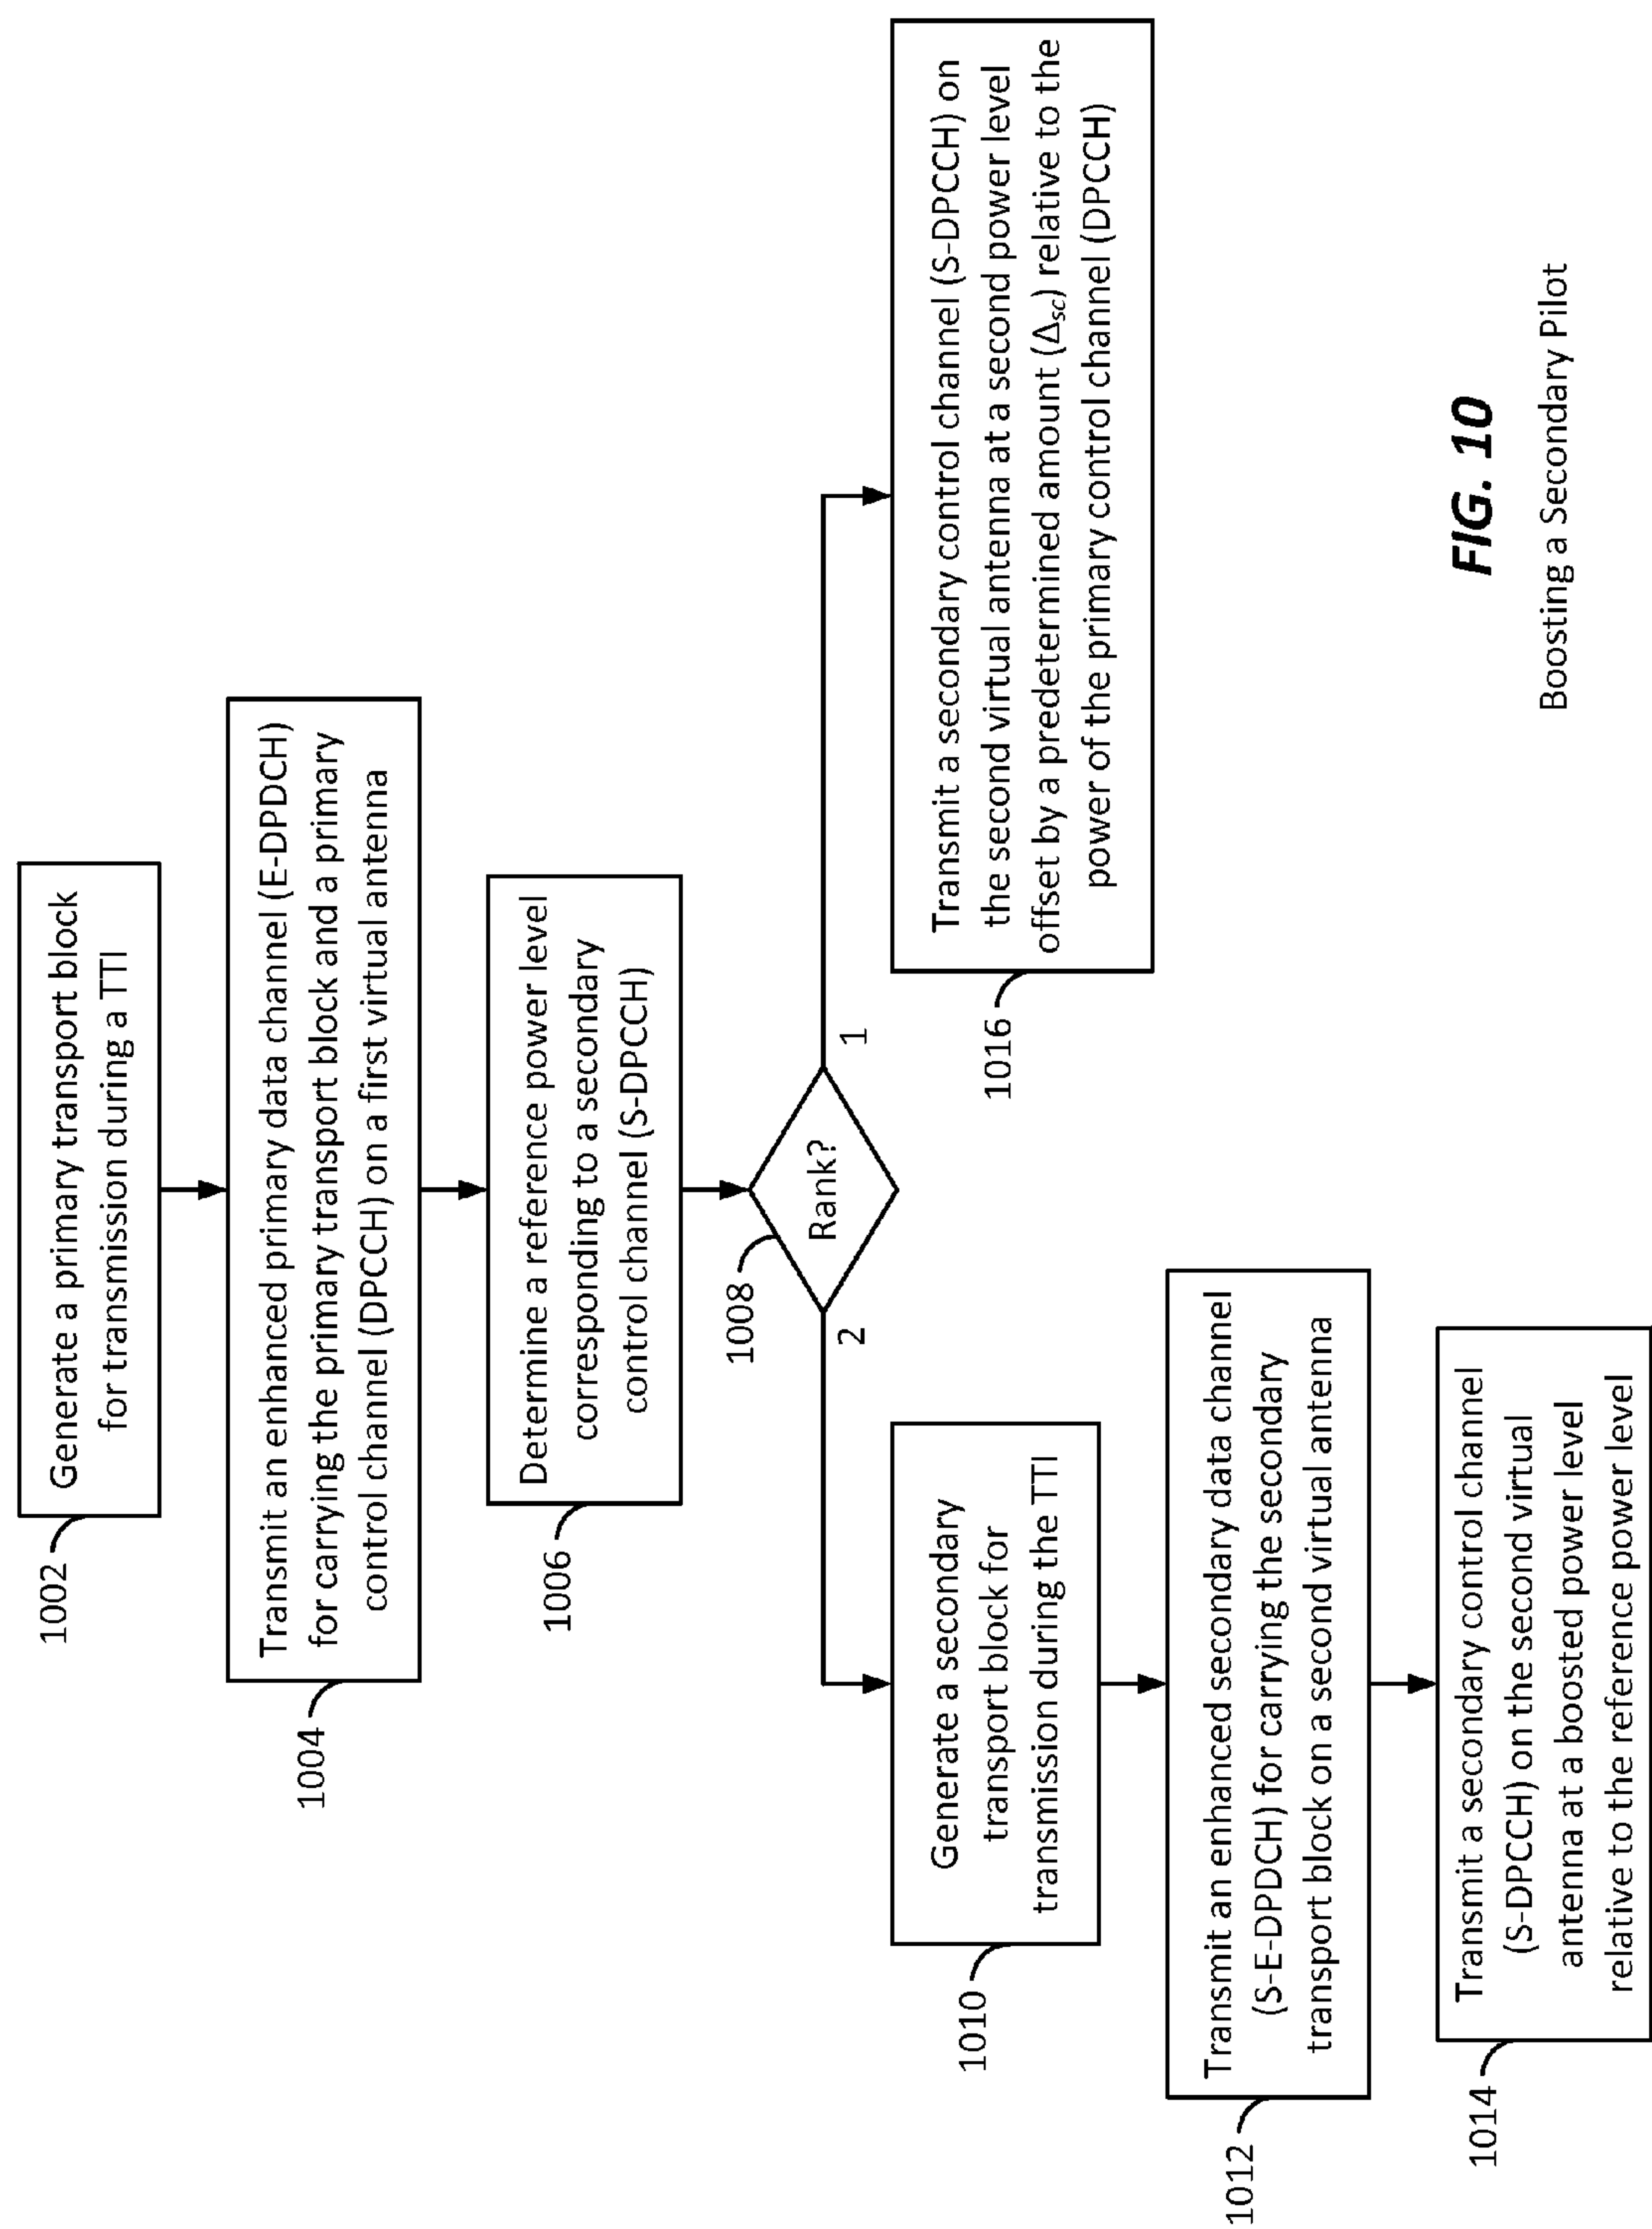 1002
Generate a primary transport block
for transmission during a TTI
1004
Transmit an enhanced primary data channel (E-DPDCH)
for carrying the primary transport block and a primary
control channel (DPCCH) on a first virtual antenna
1006
Determine a reference power level
corresponding to a secondary
control channel (S-DPCCH)
1008
Rank?
2
1
1010
Generate a secondary
transport block for
transmission during the TTI
1012
Transmit an enhanced secondary data channel
(S-E-DPDCH) for carrying the secondary
transport block on a second virtual antenna
1014
Transmit a secondary control channel
(S-DPCCH) on the second virtual
antenna at a boosted power level
relative to the reference power level
1016
Transmit a secondary control channel (S-DPCCH) on
the second virtual antenna at a second power level
offset by a predetermined amount (Δsc) relative to the
power of the primary control channel (DPCCH)
FIG. 10
Boosting a Secondary Pilot